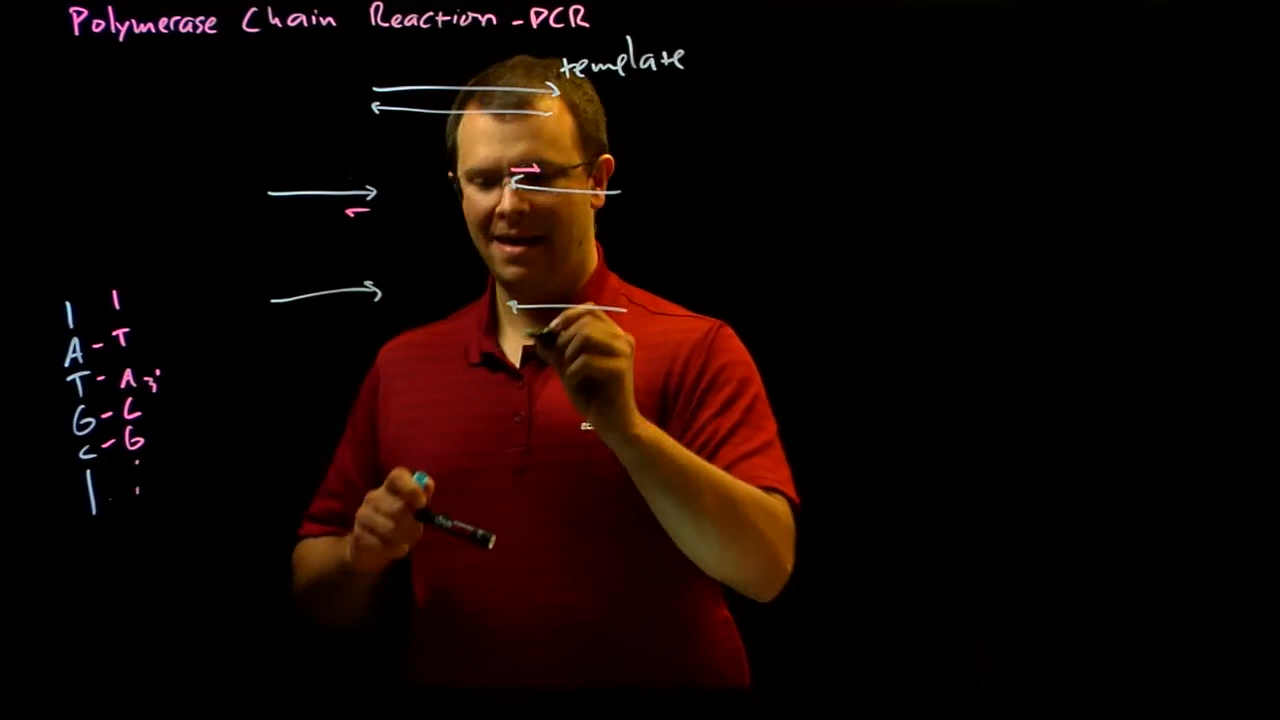 Polymerase Chain Reaction - PCR
template
A - T
T - A
G - C
C - G